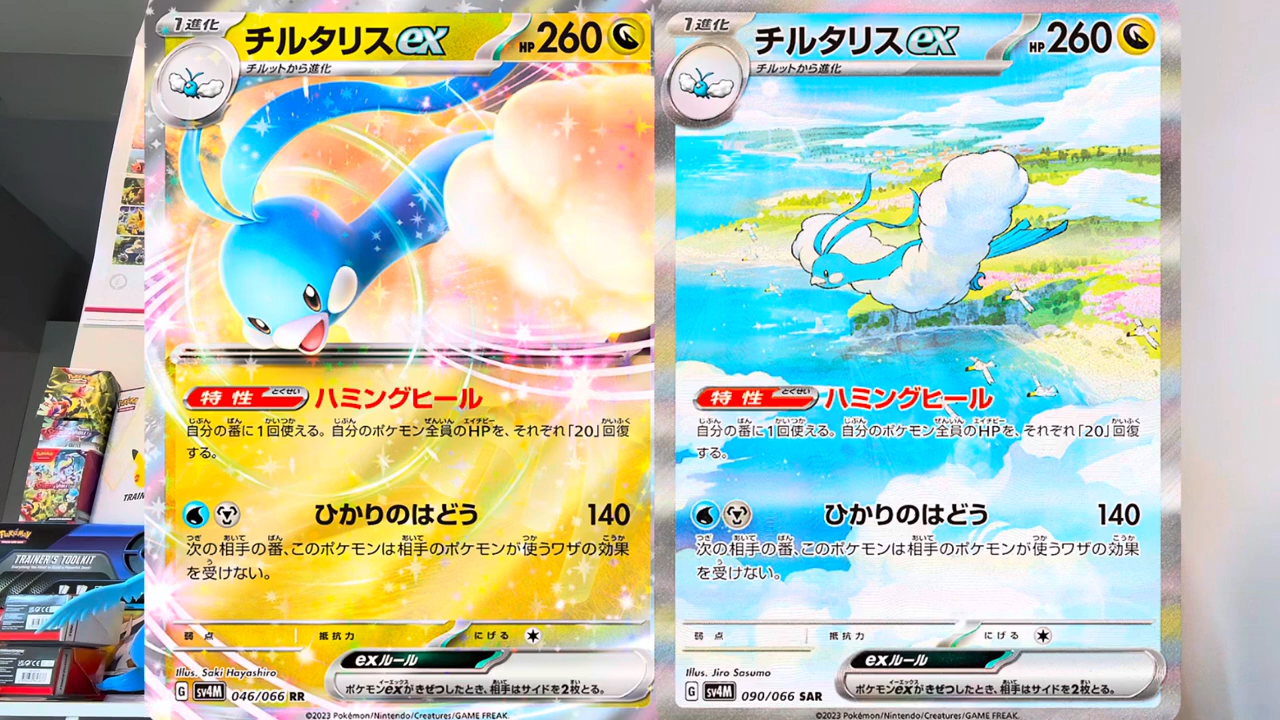 1進化
チルタリスex
HP 260
チルットから進化
特性 とくせい ハミングヒール
自分の番に1回使える。自分のポケモン全員のHPを、それぞれ「20」回復
する。
ひかりのはどう 140
次の相手の番、このポケモンは相手のポケモンが使うワザの効果
を受けない。
弱点 抵抗力 にげる
Illus. Saki Hayashiro
exルール
ポケモンexがきぜつしたとき、相手はサイドを2枚とる。
G sv4M 046/066 RR
©2023 Pokémon/Nintendo/Creatures/GAME FREAK.
1進化
チルタリスex
HP 260
チルットから進化
特性 とくせい ハミングヒール
自分の番に1回使える。自分のポケモン全員のHPを、それぞれ「20」回復
する。
ひかりのはどう 140
次の相手の番、このポケモンは相手のポケモンが使うワザの効果
を受けない。
弱点 抵抗力 にげる
Illus. Jiro Sasumo
exルール
ポケモンexがきぜつしたとき、相手はサイドを2枚とる。
G sv4M 090/066 SAR
©2023 Pokémon/Nintendo/Creatures/GAME FREAK.
Pokémon
TRAINER'S TOOLKIT
TRAIN